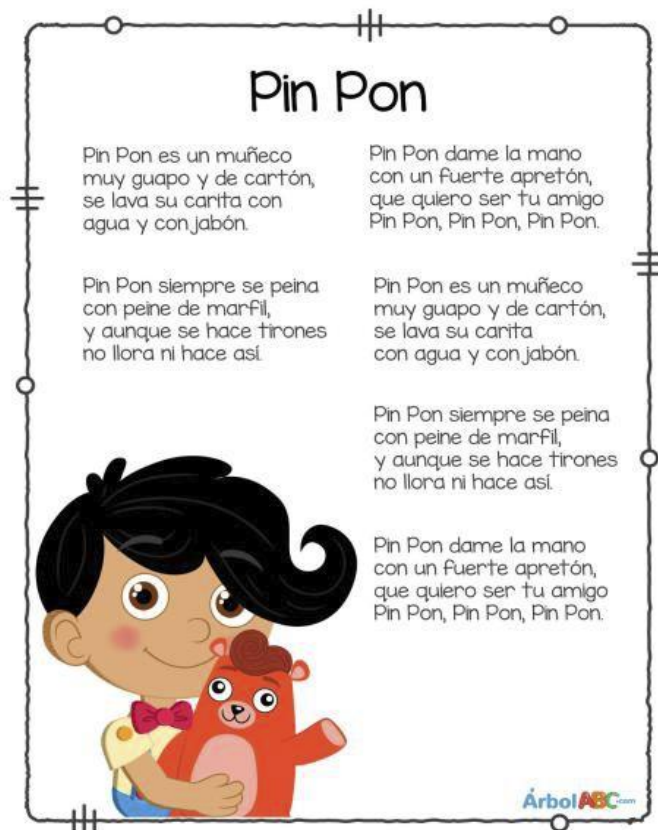 Pin Pon
Pin Pon es un muñeco
muy guapo y de cartón,
se lava su carita con
agua y con jabón.
Pin Pon siempre se peina
con peine de marfil,
y aunque se hace tirones
no llora ni hace así.
Pin Pon dame la mano
con un fuerte apretón,
que quiero ser tu amigo
Pin Pon, Pin Pon, Pin Pon.
Pin Pon es un muñeco
muy guapo y de cartón,
se lava su carita
con agua y con jabón.
Pin Pon siempre se peina
con peine de marfil,
y aunque se hace tirones
no llora ni hace así.
Pin Pon dame la mano
con un fuerte apretón,
que quiero ser tu amigo
Pin Pon, Pin Pon, Pin Pon.
ÁrbolABC.com